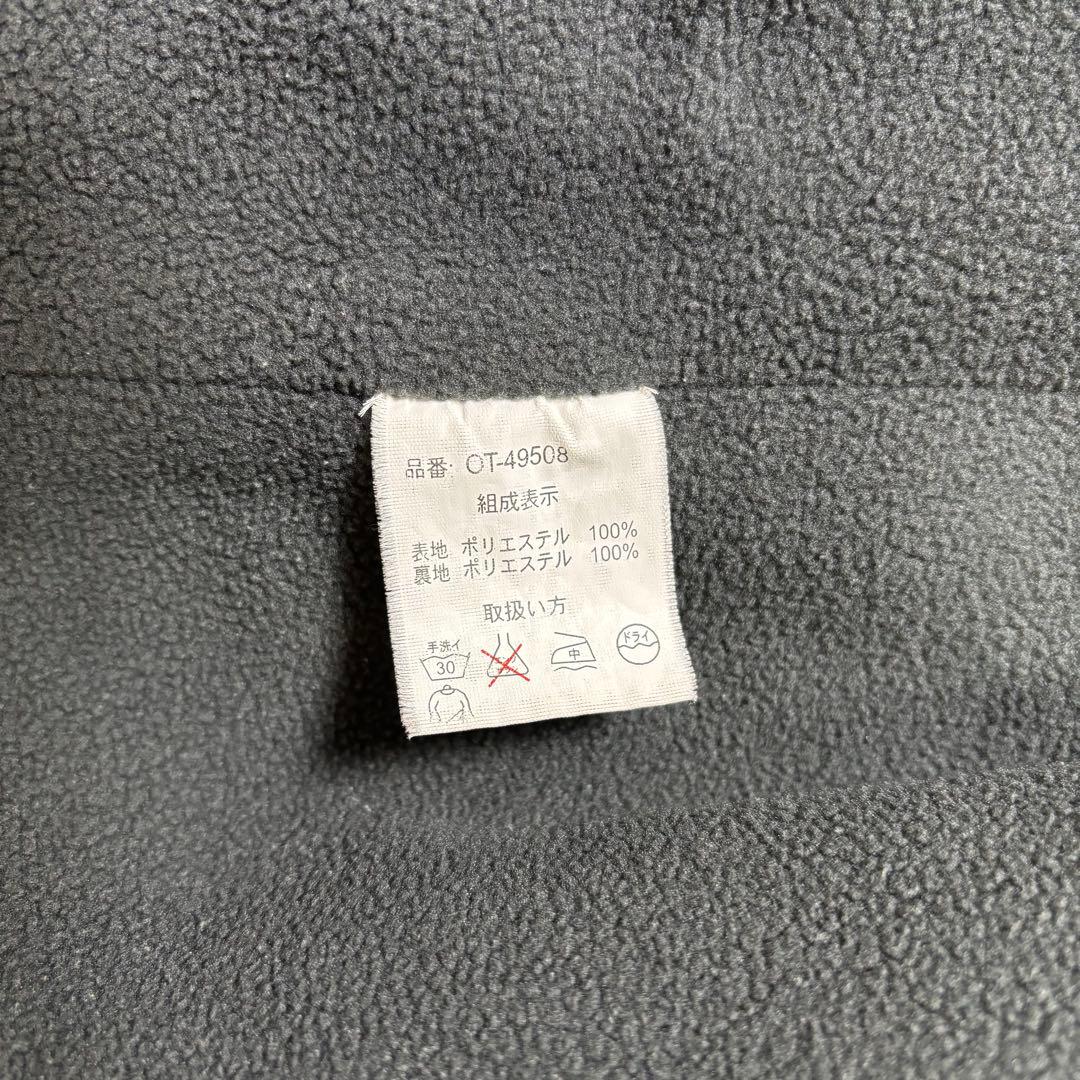 品番: OT-49508
組成表示
表地 ポリエステル 100%
裏地 ポリエステル 100%
取扱い方
手洗イ
30
中
ドライ